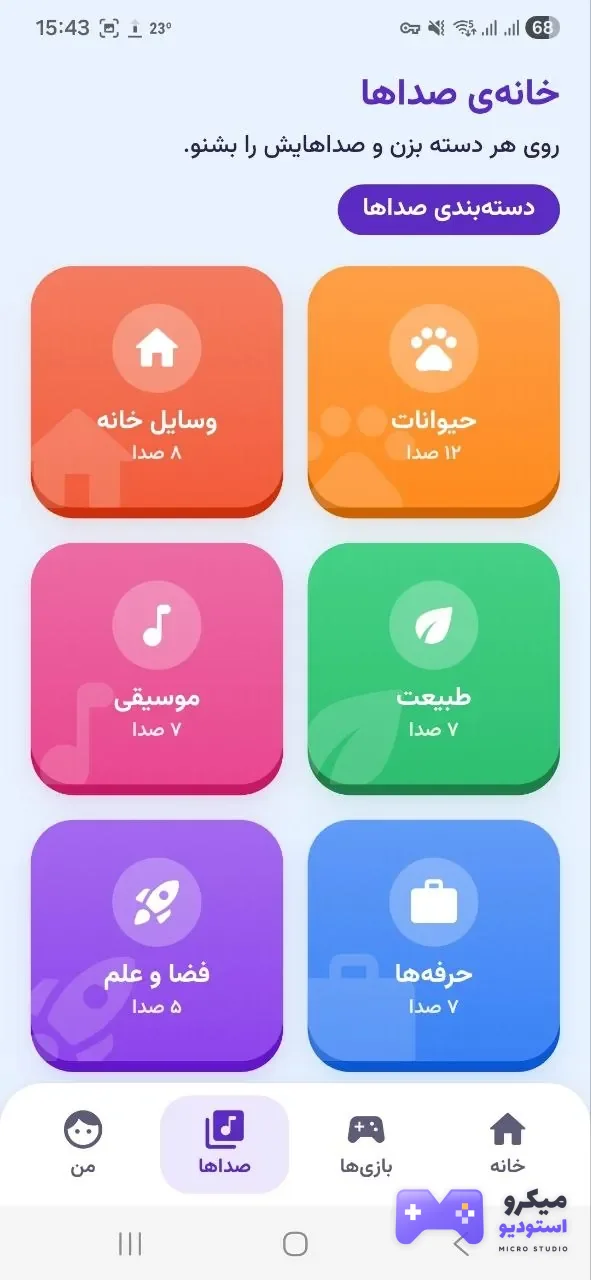 15:43 23° 68
خانه‌ی صداها
روی هر دسته بزن و صداهایش را بشنو.
دسته‌بندی صداها
حیوانات
۱۲ صدا
وسایل خانه
۸ صدا
طبیعت
۷ صدا
موسیقی
۷ صدا
حرفه‌ها
۷ صدا
فضا و علم
۵ صدا
خانه
بازی‌ها
صداها
من
میکرو
استودیو
MICRO STUDIO